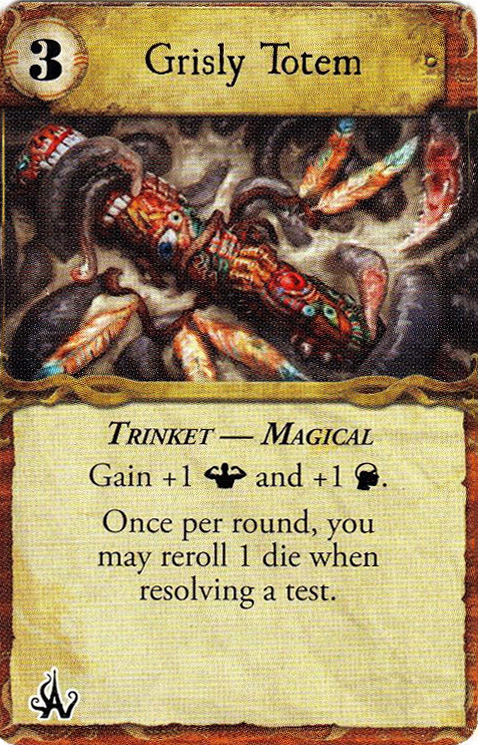 3
Grisly Totem
Trinket — Magical
Gain +1 and +1 .
Once per round, you
may reroll 1 die when
resolving a test.